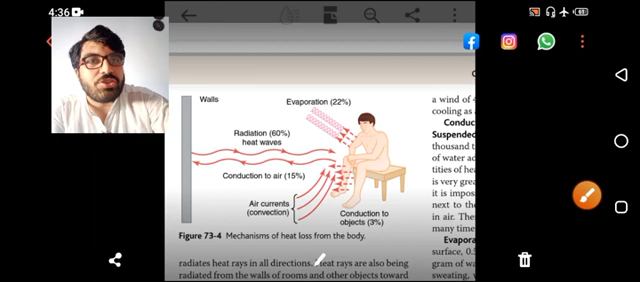 4:36
65
Walls
Evaporation (22%)
Radiation (60%)
heat waves
Conduction to air (15%)
Air currents
(convection)
Conduction to
objects (3%)
Figure 73-4 Mechanisms of heat loss from the body.
radiates heat rays in all directions. Heat rays are also being
radiated from the walls of rooms and other objects toward
a wind of
cooling as
Conduc
Suspended
thousand t
of water ac
tities of hea
is very grea
it is impos
next to the
in air. The
many time
Evapora
surface, 0.5
gram of wa
sweating, w